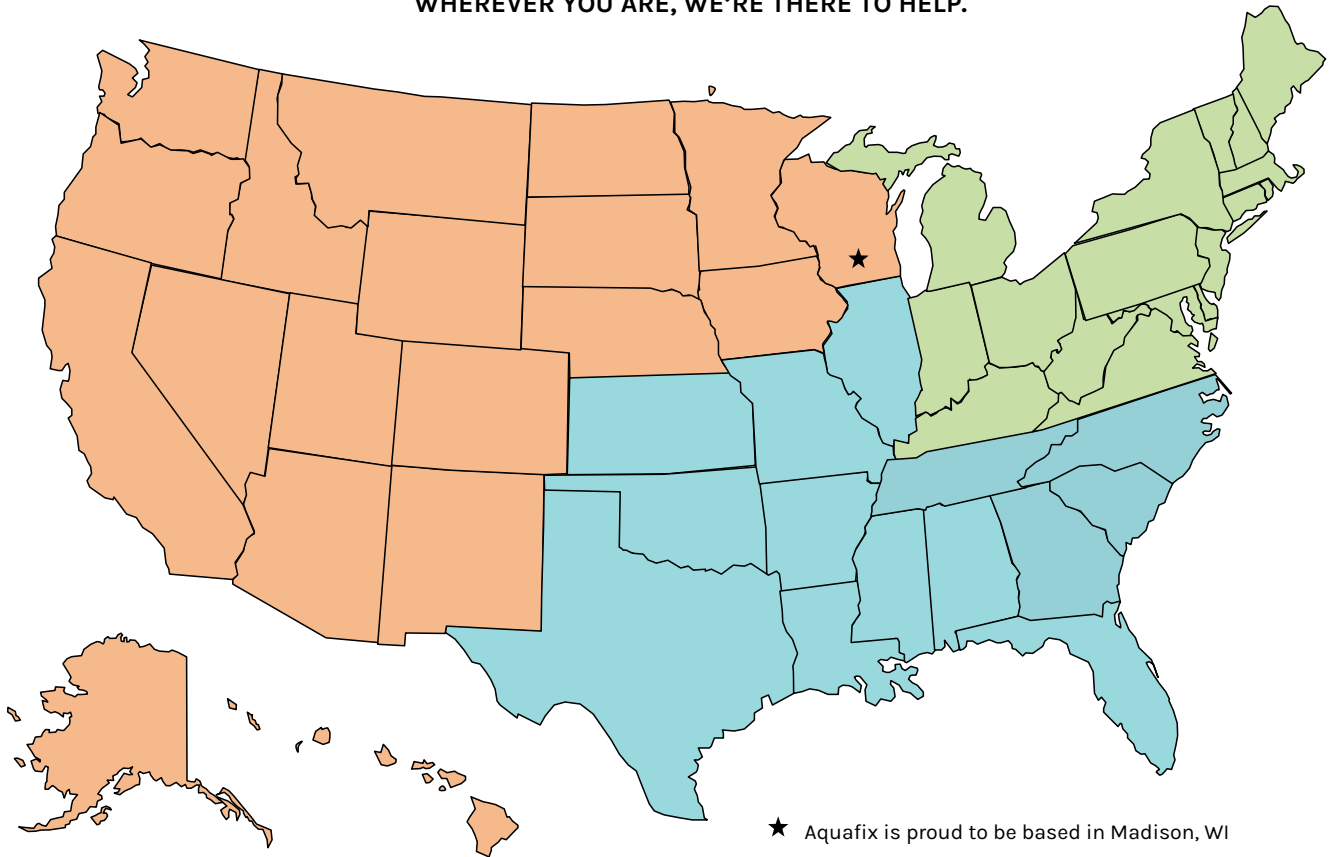 WHEREVER YOU ARE, WE'RE THERE TO HELP.
Aquafix is proud to be based in Madison, WI